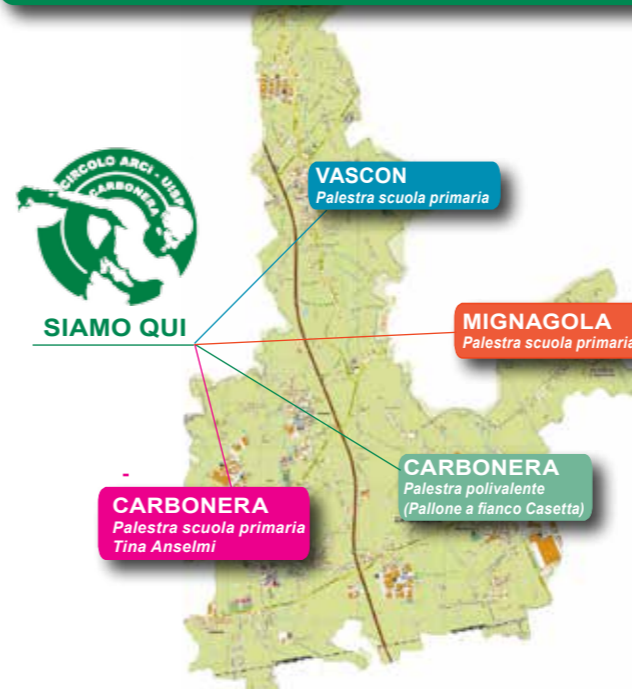 CIRCOLO ARCI - UISP
CARBONERA
SIAMO QUI
VASCON
Palestra scuola primaria
MIGNAGOLA
Palestra scuola primaria
CARBONERA
Palestra polivalente
(Pallone a fianco Casetta)
-
CARBONERA
Palestra scuola primaria
Tina Anselmi